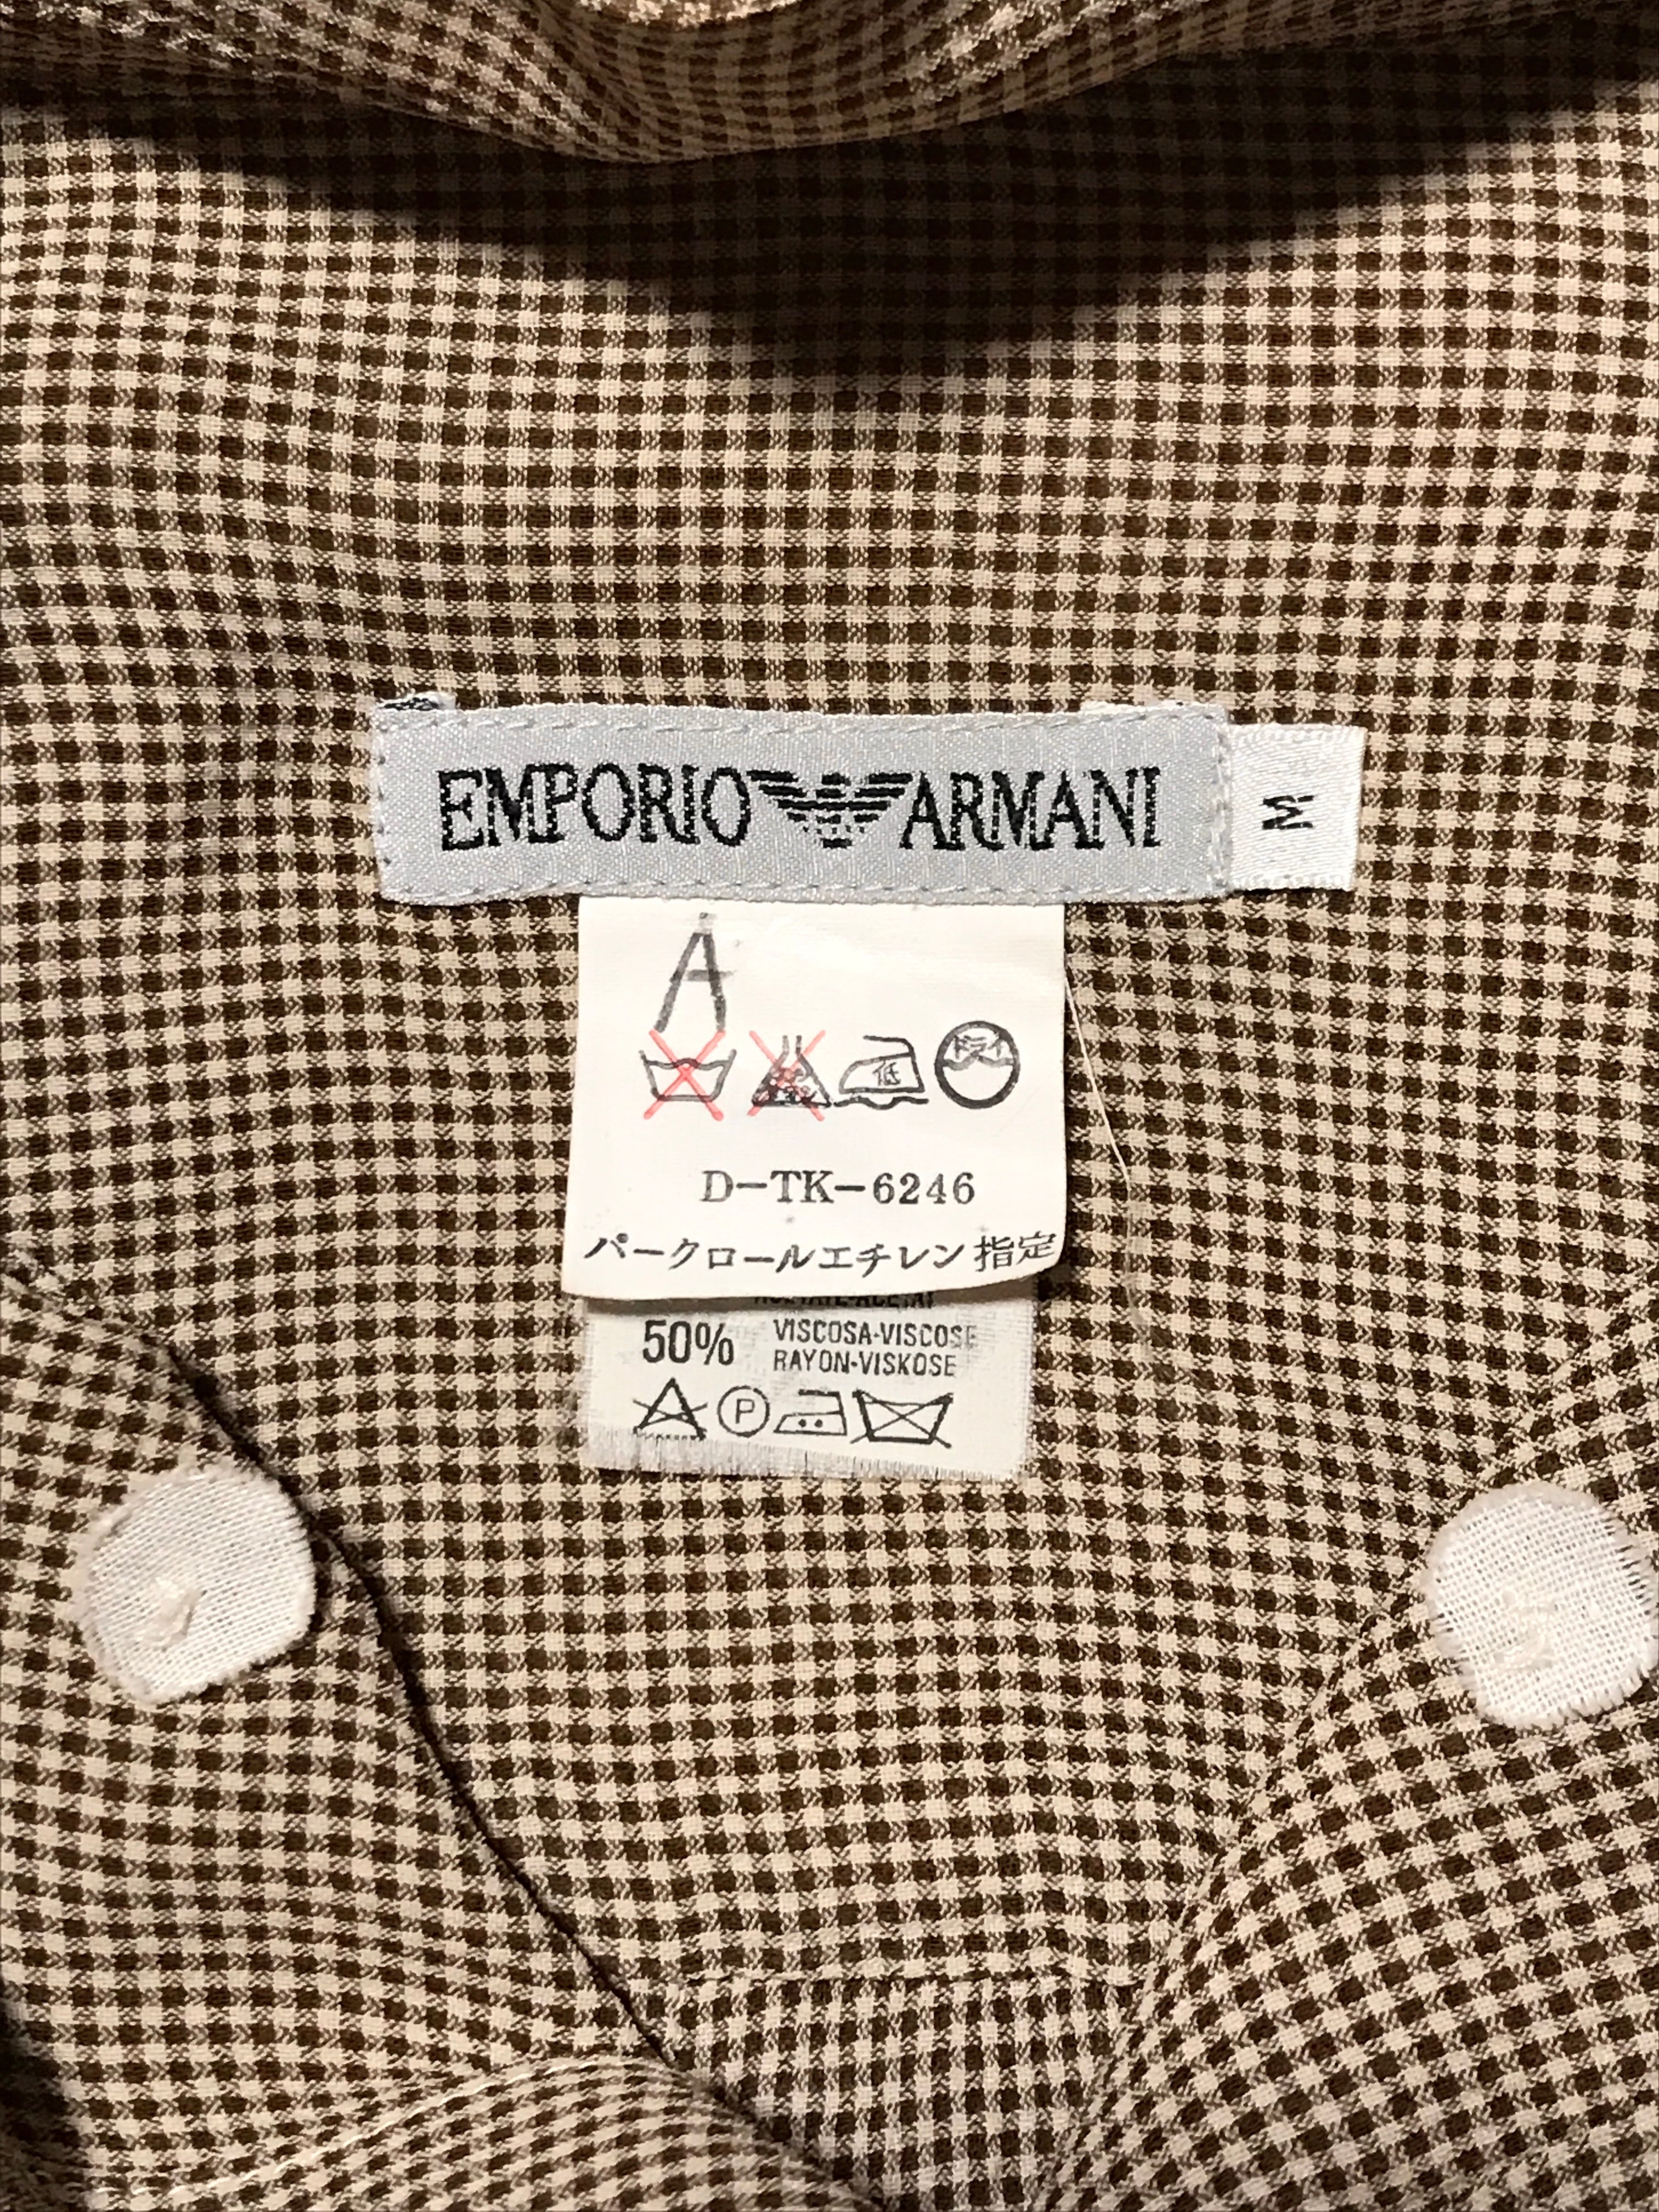 EMPORIO ARMANI
M
A
低 ドライ
D-TK-6246
パークロールエチレン指定
50% VISCOSA-VISCOSE
RAYON-VISKOSE
P